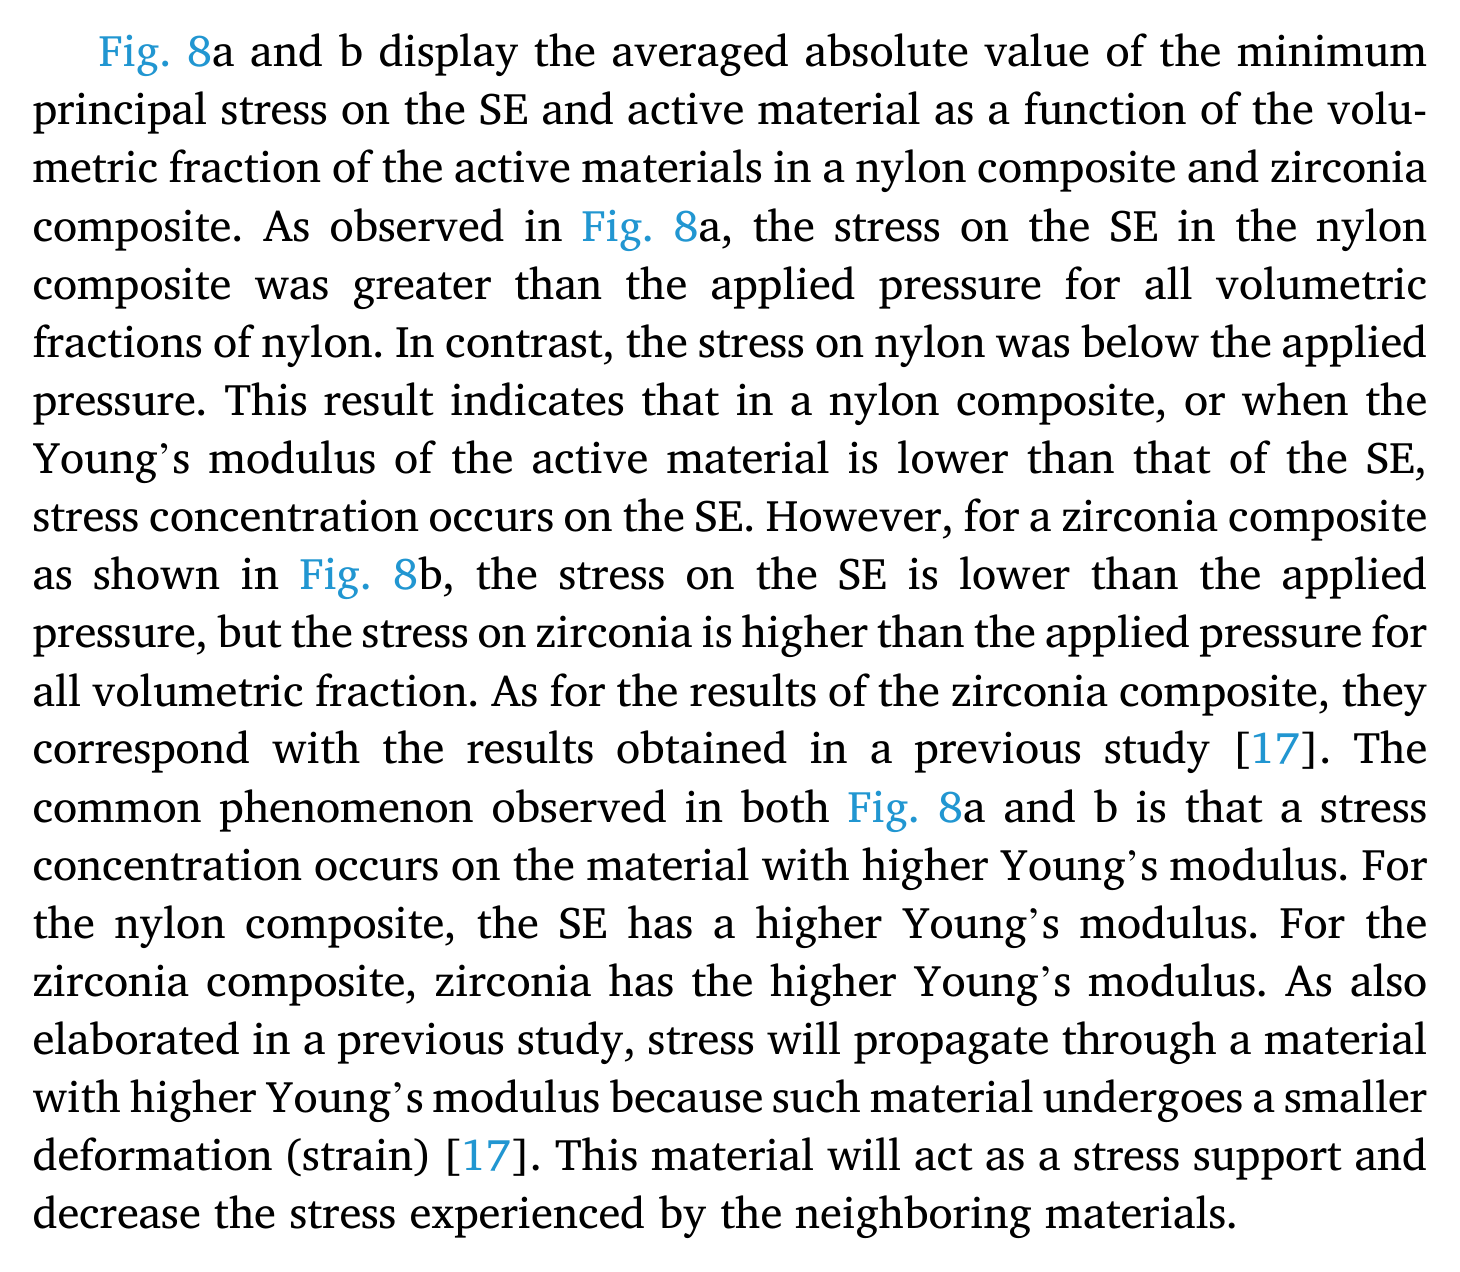 Fig. 8a and b display the averaged absolute value of the minimum
principal stress on the SE and active material as a function of the volu-
metric fraction of the active materials in a nylon composite and zirconia
composite. As observed in Fig. 8a, the stress on the SE in the nylon
composite was greater than the applied pressure for all volumetric
fractions of nylon. In contrast, the stress on nylon was below the applied
pressure. This result indicates that in a nylon composite, or when the
Young’s modulus of the active material is lower than that of the SE,
stress concentration occurs on the SE. However, for a zirconia composite
as shown in Fig. 8b, the stress on the SE is lower than the applied
pressure, but the stress on zirconia is higher than the applied pressure for
all volumetric fraction. As for the results of the zirconia composite, they
correspond with the results obtained in a previous study [17]. The
common phenomenon observed in both Fig. 8a and b is that a stress
concentration occurs on the material with higher Young’s modulus. For
the nylon composite, the SE has a higher Young’s modulus. For the
zirconia composite, zirconia has the higher Young’s modulus. As also
elaborated in a previous study, stress will propagate through a material
with higher Young’s modulus because such material undergoes a smaller
deformation (strain) [17]. This material will act as a stress support and
decrease the stress experienced by the neighboring materials.